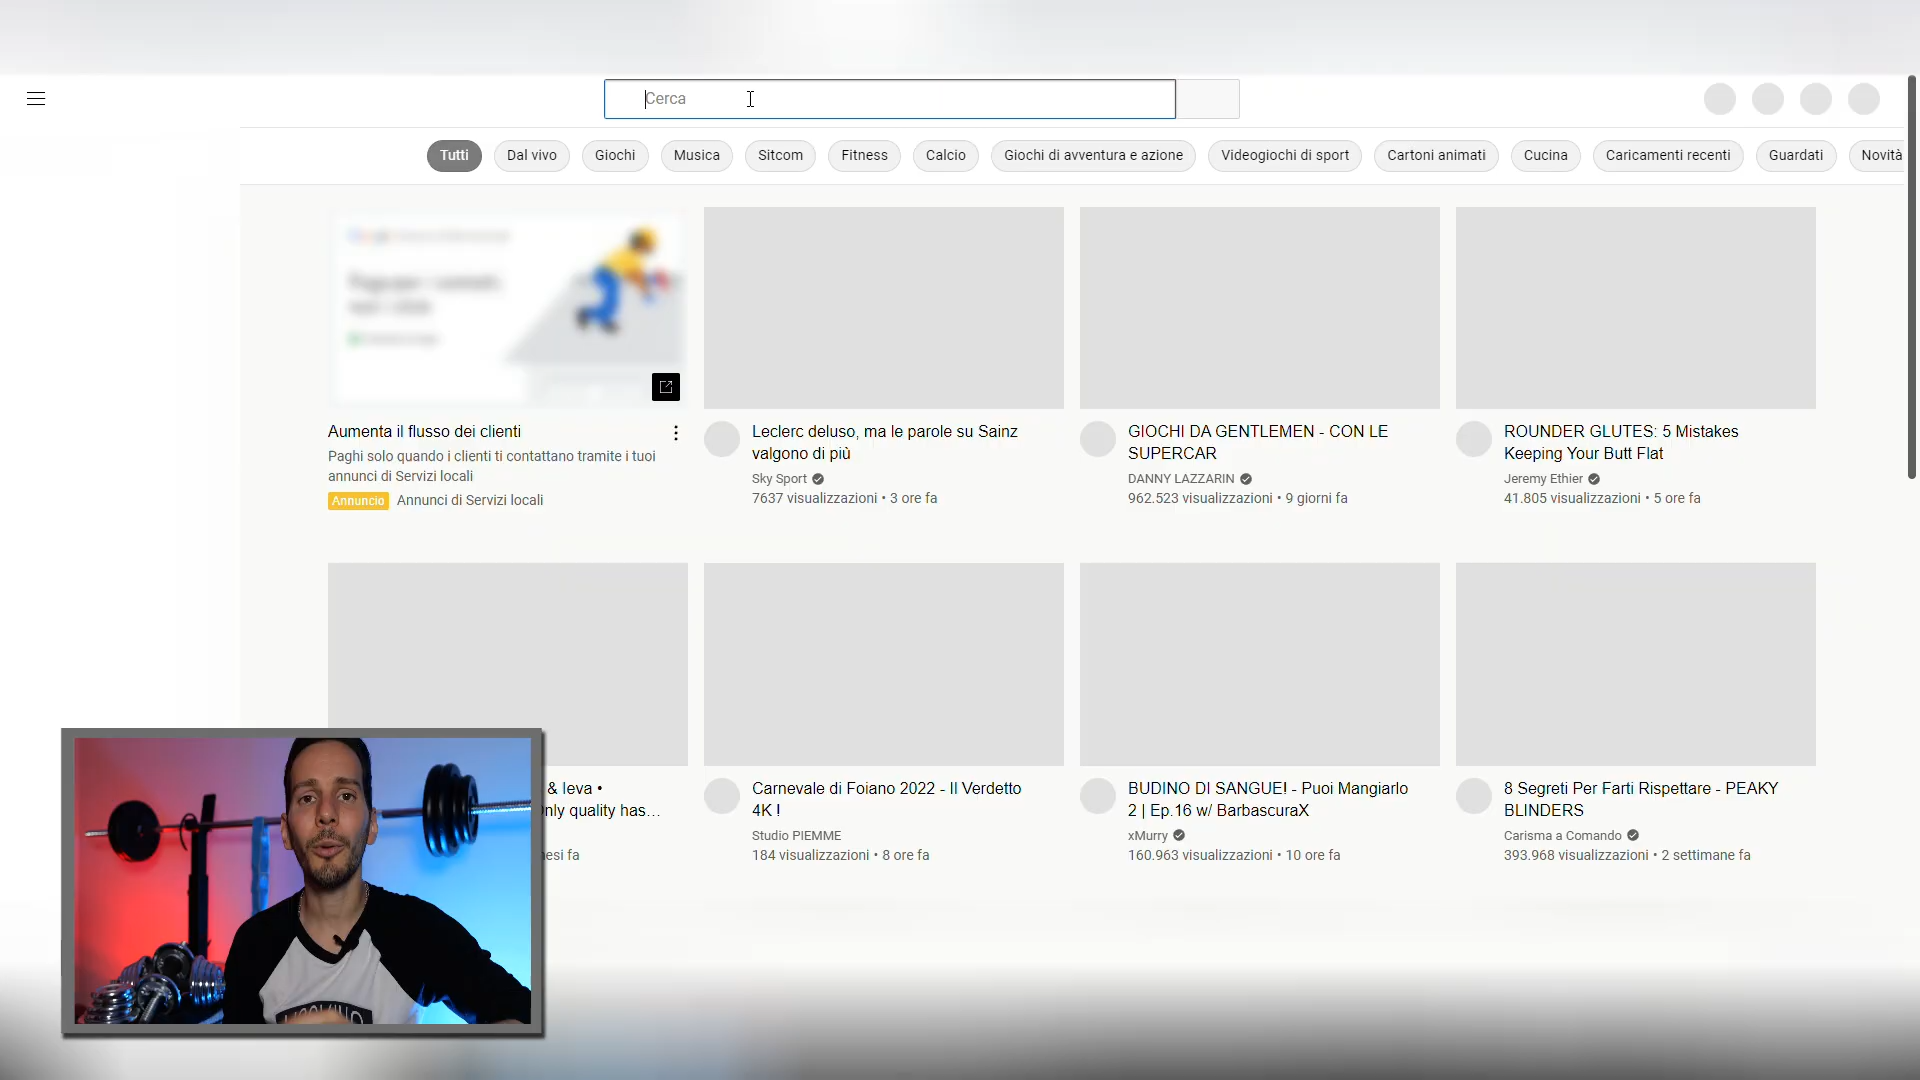 Cerca
Tutti
Dal vivo
Giochi
Musica
Sitcom
Fitness
Calcio
Giochi di avventura e azione
Videogiochi di sport
Cartoni animati
Cucina
Caricamenti recenti
Guardati
Novità
Aumenta il flusso dei clienti
Paghi solo quando i clienti ti contattano tramite i tuoi
annunci di Servizi locali
Annuncio Annunci di Servizi locali
Leclerc deluso, ma le parole su Sainz
valgono di più
Sky Sport
7637 visualizzazioni • 3 ore fa
GIOCHI DA GENTLEMEN - CON LE
SUPERCAR
DANNY LAZZARIN
962.523 visualizzazioni • 9 giorni fa
ROUNDER GLUTES: 5 Mistakes
Keeping Your Butt Flat
Jeremy Ethier
41.805 visualizzazioni • 5 ore fa
& Ieva •
quality has…
fa
Carnevale di Foiano 2022 - Il Verdetto
4K !
Studio PIEMME
184 visualizzazioni • 8 ore fa
BUDINO DI SANGUE! - Puoi Mangiarlo
2 | Ep.16 w/ BarbascuraX
xMurry
160.963 visualizzazioni • 10 ore fa
8 Segreti Per Farti Rispettare - PEAKY
BLINDERS
Carisma a Comando
393.968 visualizzazioni • 2 settimane fa